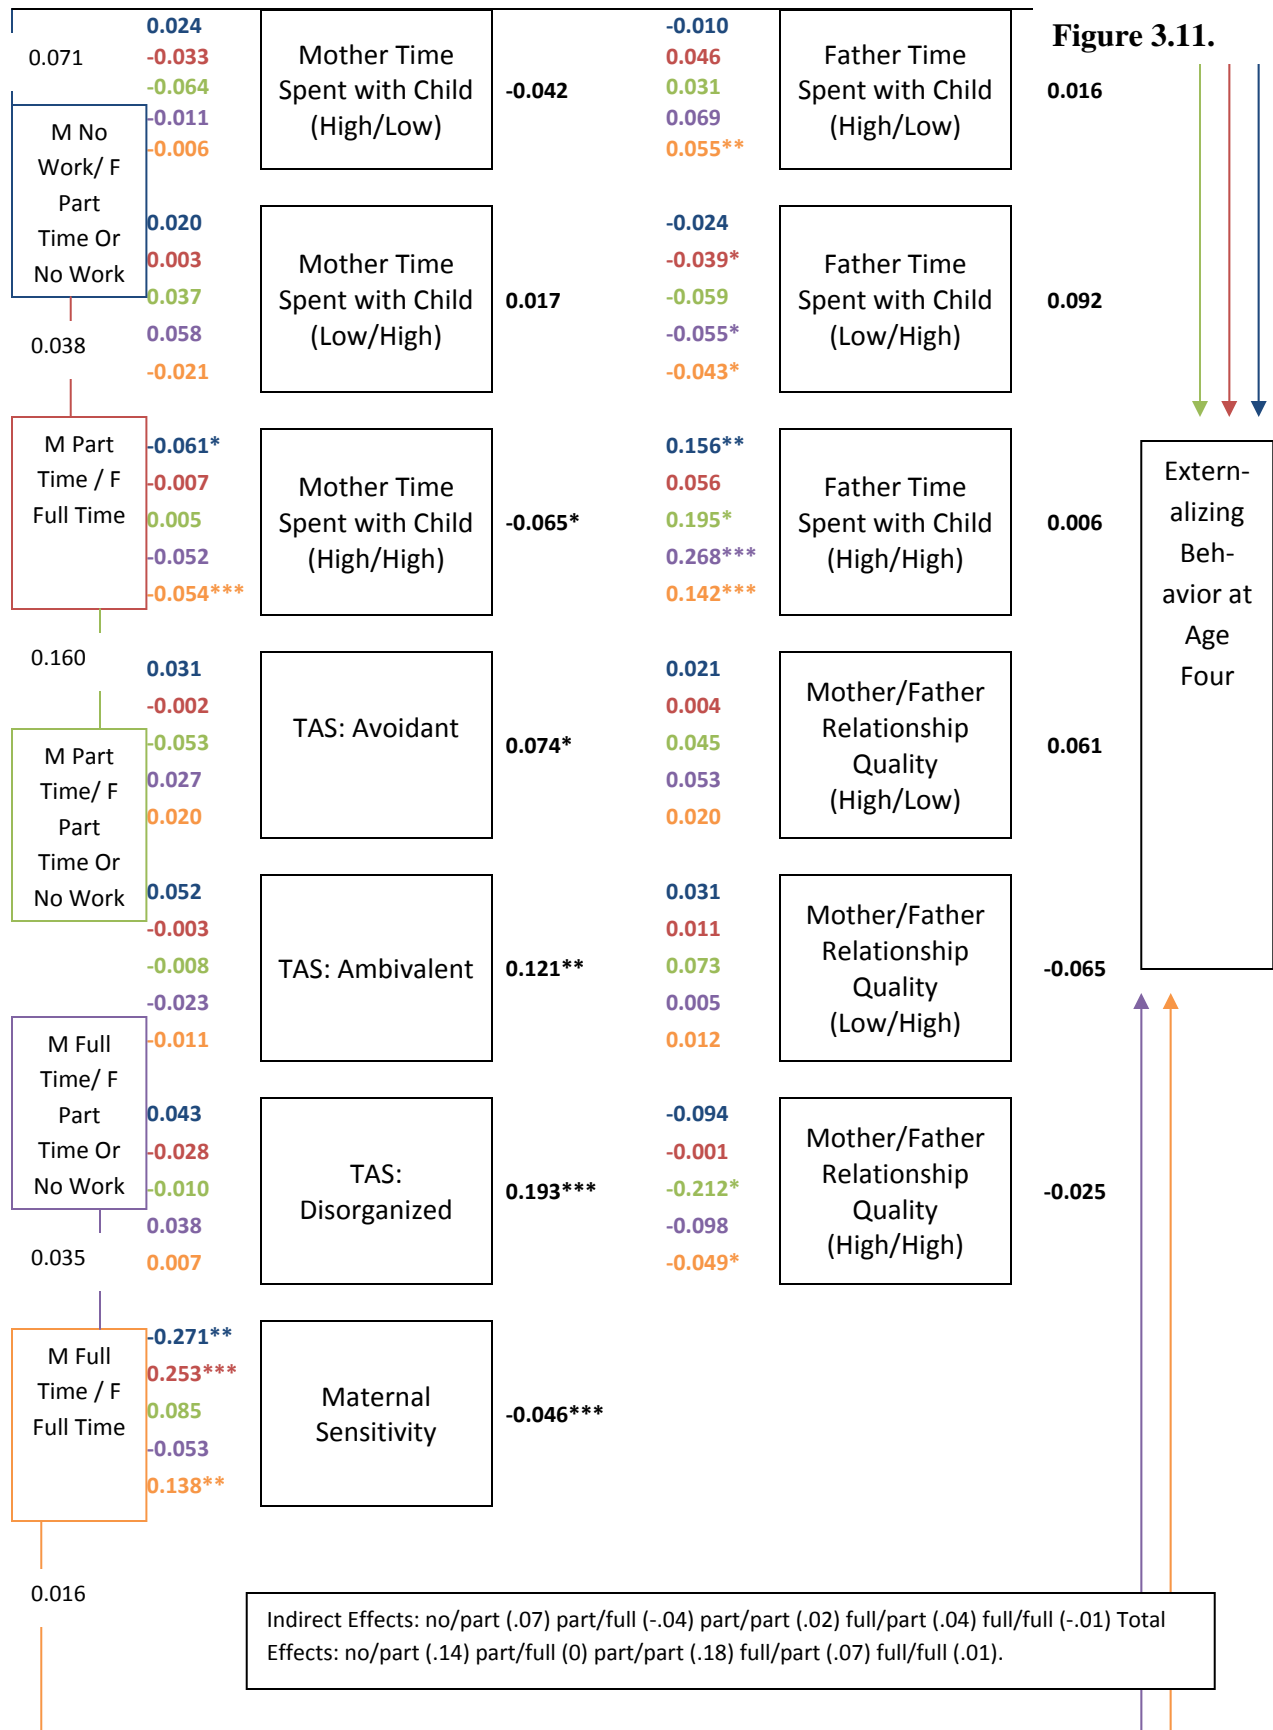 Figure 3.11.
0.071
M No
Work/ F
Part
Time Or
No Work
0.038
M Part
Time / F
Full Time
0.160
M Part
Time/ F
Part
Time Or
No Work
M Full
Time/ F
Part
Time Or
No Work
0.035
M Full
Time / F
Full Time
0.016
0.024
-0.033
-0.064
-0.011
-0.006
Mother Time
Spent with Child
(High/Low)
-0.042
0.020
0.003
0.037
0.058
-0.021
Mother Time
Spent with Child
(Low/High)
0.017
-0.061*
-0.007
0.005
-0.052
-0.054***
Mother Time
Spent with Child
(High/High)
-0.065*
0.031
-0.002
-0.053
0.027
0.020
TAS: Avoidant
0.074*
0.052
-0.003
-0.008
-0.023
-0.011
TAS: Ambivalent
0.121**
0.043
-0.028
-0.010
0.038
0.007
TAS:
Disorganized
0.193***
-0.271**
0.253***
0.085
-0.053
0.138**
Maternal
Sensitivity
-0.046***
-0.010
0.046
0.031
0.069
0.055**
Father Time
Spent with Child
(High/Low)
0.016
-0.024
-0.039*
-0.059
-0.055*
-0.043*
Father Time
Spent with Child
(Low/High)
0.092
0.156**
0.056
0.195*
0.268***
0.142***
Father Time
Spent with Child
(High/High)
0.006
0.021
0.004
0.045
0.053
0.020
Mother/Father
Relationship
Quality
(High/Low)
0.061
0.031
0.011
0.073
0.005
0.012
Mother/Father
Relationship
Quality
(Low/High)
-0.065
-0.094
-0.001
-0.212*
-0.098
-0.049*
Mother/Father
Relationship
Quality
(High/High)
-0.025
Extern-
alizing
Beh-
avior at
Age
Four
Indirect Effects: no/part (.07) part/full (-.04) part/part (.02) full/part (.04) full/full (-.01) Total
Effects: no/part (.14) part/full (0) part/part (.18) full/part (.07) full/full (.01).